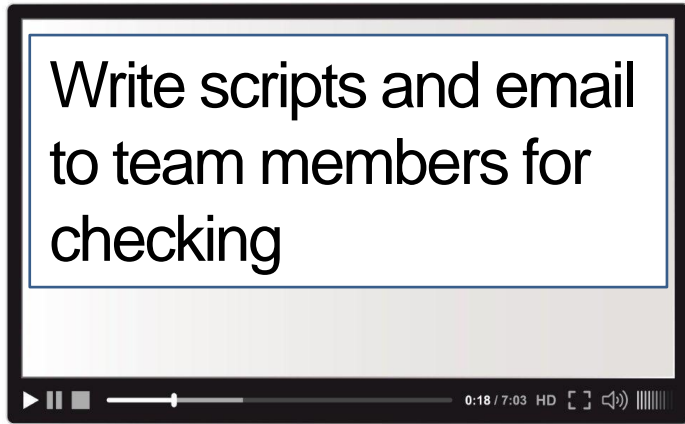 Write scripts and email
to team members for
checking
0:18 / 7:03 HD